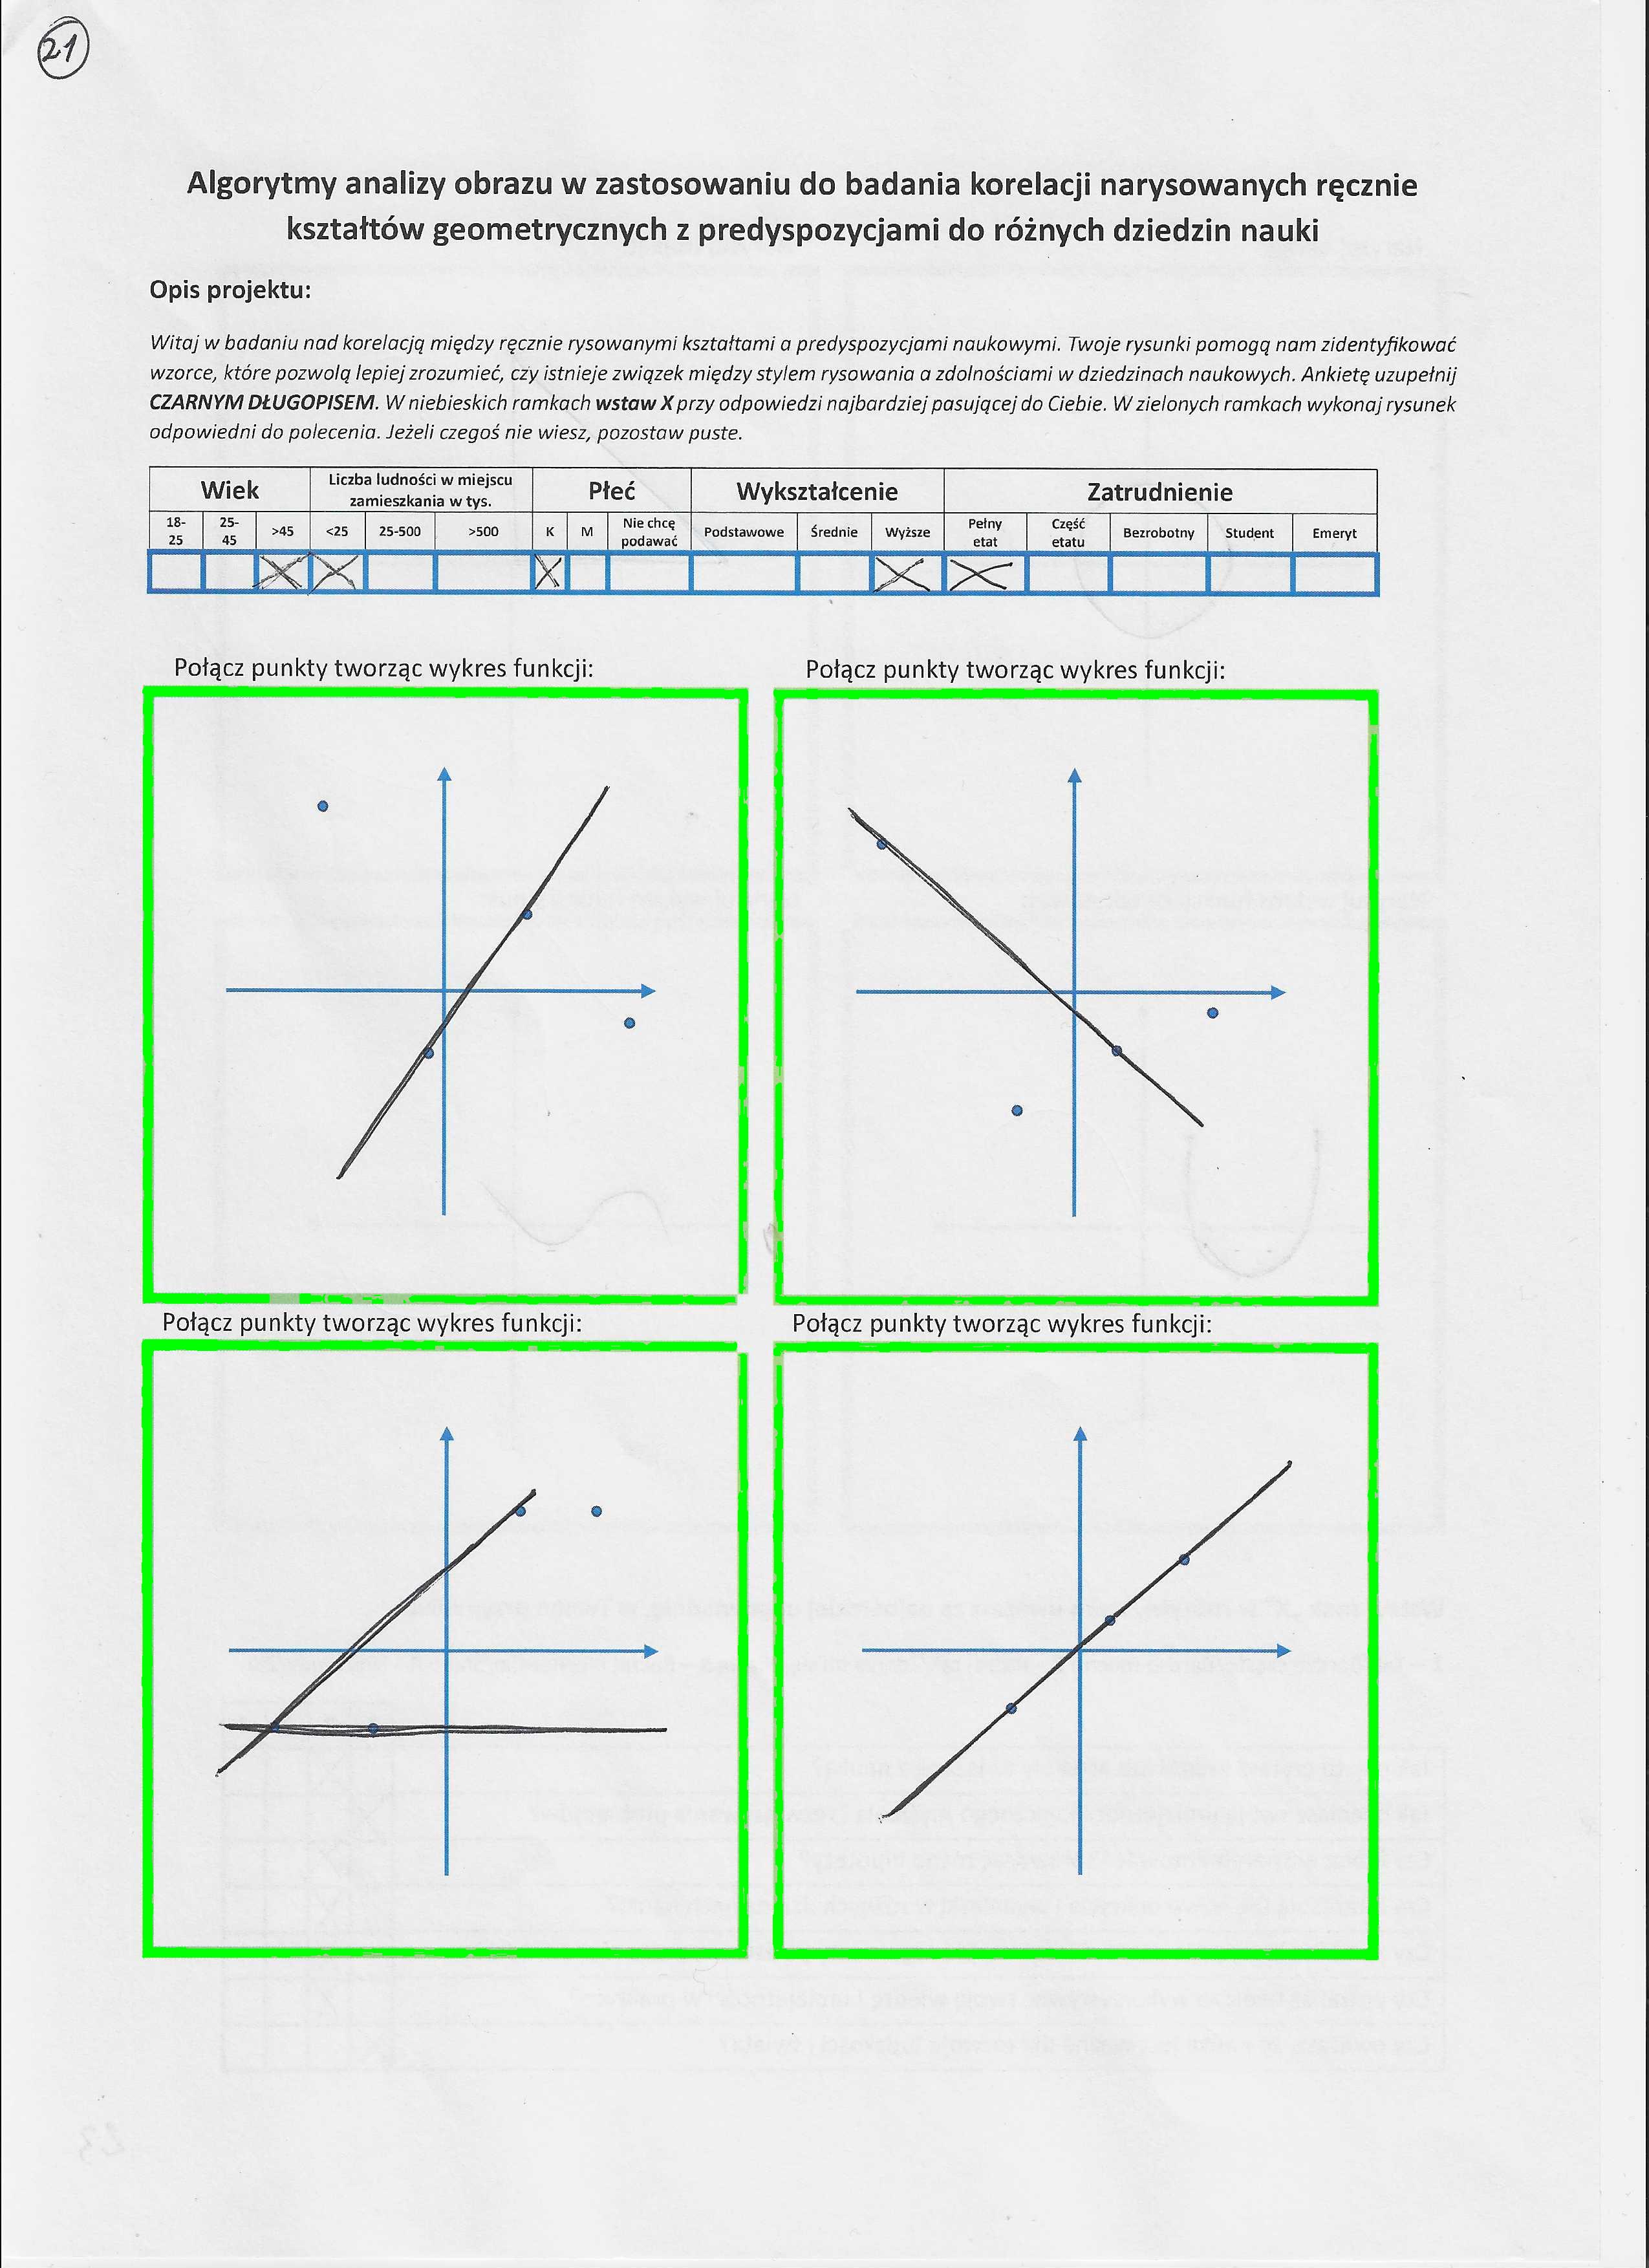 21
Algorytmy analizy obrazu w zastosowaniu do badania korelacji narysowanych ręcznie
kształtów geometrycznych z predyspozycjami do różnych dziedzin nauki
Opis projektu:
Witaj w badaniu nad korelacją między ręcznie rysowanymi kształtami a predyspozycjami naukowymi. Twoje rysunki pomogą nam zidentyfikować
wzorce, które pozwolą lepiej zrozumieć, czy istnieje związek między stylem rysowania a zdolnościami w dziedzinach naukowych. Ankietę uzupełnij
CZARNYM DŁUGOPISEM. W niebieskich ramkach wstaw X przy odpowiedzi najbardziej pasującej do Ciebie. W zielonych ramkach wykonaj rysunek
odpowiedni do polecenia. Jeżeli czegoś nie wiesz, pozostaw puste.
Wiek Liczba ludności w miejscu zamieszkania w tys. Płeć Wykształcenie Zatrudnienie
18-25 25-45 >45 <25 25-500 >500 K M Nie chcę podawać Podstawowe Średnie Wyższe Pełny etat Część etatu Bezrobotny Student Emeryt
X X X X X
Połącz punkty tworząc wykres funkcji: Połącz punkty tworząc wykres funkcji:
Połącz punkty tworząc wykres funkcji: Połącz punkty tworząc wykres funkcji: